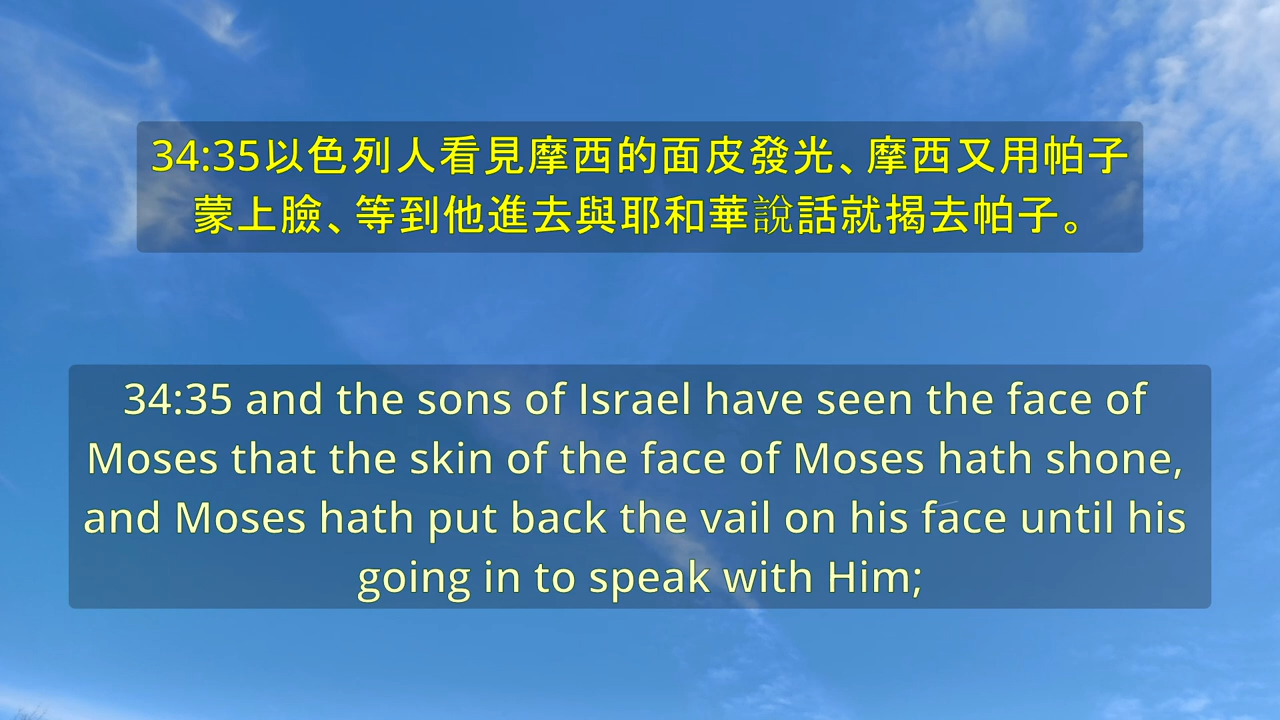 34:35以色列人看見摩西的面皮發光、摩西又用帕子
蒙上臉、等到他進去與耶和華說話就揭去帕子。
34:35 and the sons of Israel have seen the face of
Moses that the skin of the face of Moses hath shone,
and Moses hath put back the vail on his face until his
going in to speak with Him;